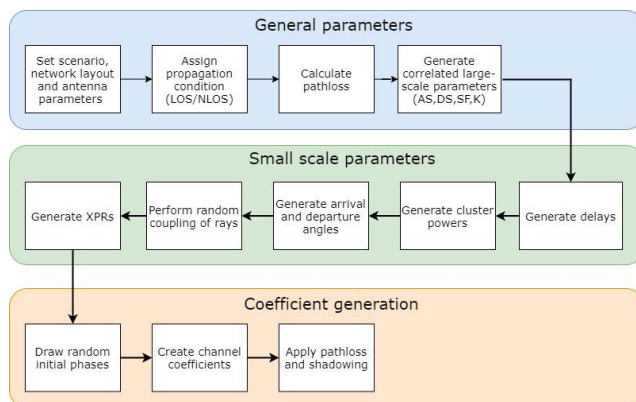 General parameters
Set scenario,
network layout
and antenna
parameters
Assign
propagation
condition
(LOS/NLOS)
Calculate
pathloss
Generate
correlated large-
scale parameters
(AS,DS,SF,K)
Small scale parameters
Generate XPRs
Perform random
coupling of rays
Generate arrival
and departure
angles
Generate cluster
powers
Generate delays
Coefficient generation
Draw random
initial phases
Create channel
coefficients
Apply pathloss
and shadowing